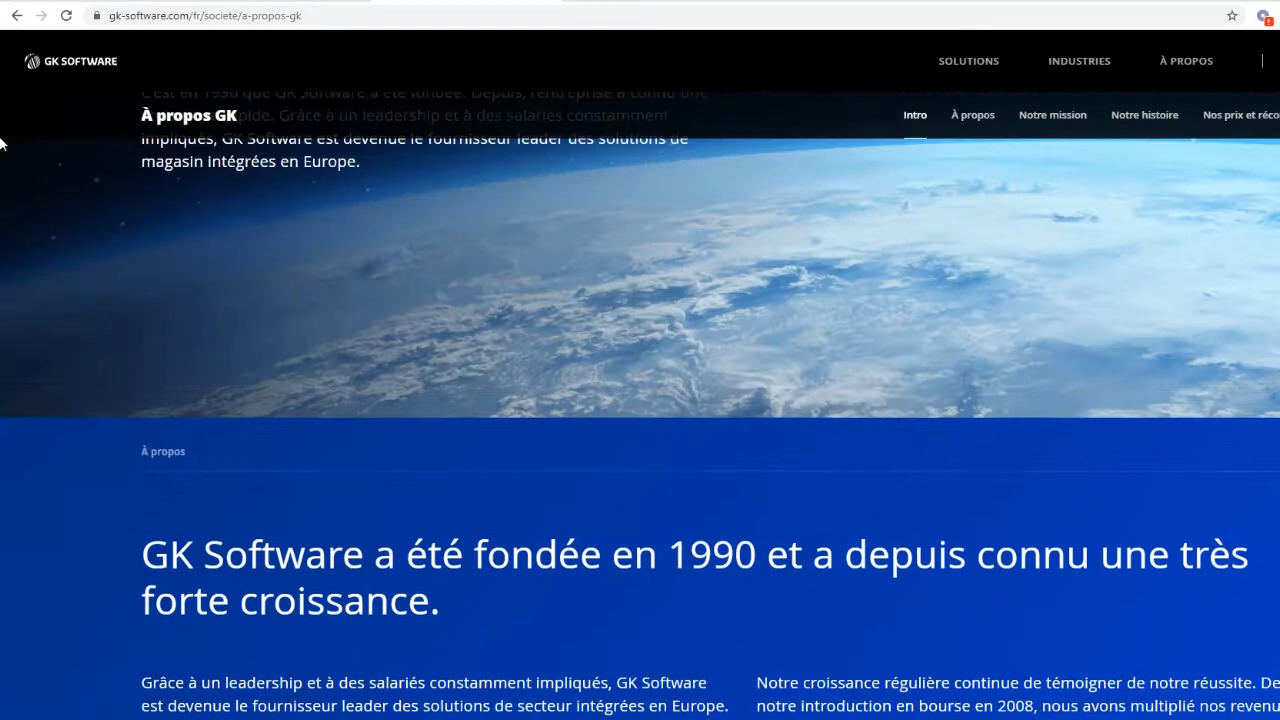 gk-software.com/fr/societe/a-propos-gk
GK SOFTWARE
SOLUTIONS
INDUSTRIES
À PROPOS
C'est en 1990 que GK Software a été fondée. Depuis, l'entreprise a connu une
À propos GK
pide. Grâce à un leadership et à des salariés constamment
Intro
À propos
Notre mission
Notre histoire
Nos prix et réco
impliqués, GK Software est devenue le fournisseur leader des solutions de
magasin intégrées en Europe.
À propos
GK Software a été fondée en 1990 et a depuis connu une très
forte croissance.
Grâce à un leadership et à des salariés constamment impliqués, GK Software
est devenue le fournisseur leader des solutions de secteur intégrées en Europe.
Notre croissance régulière continue de témoigner de notre réussite. De
notre introduction en bourse en 2008, nous avons multiplié nos revenu